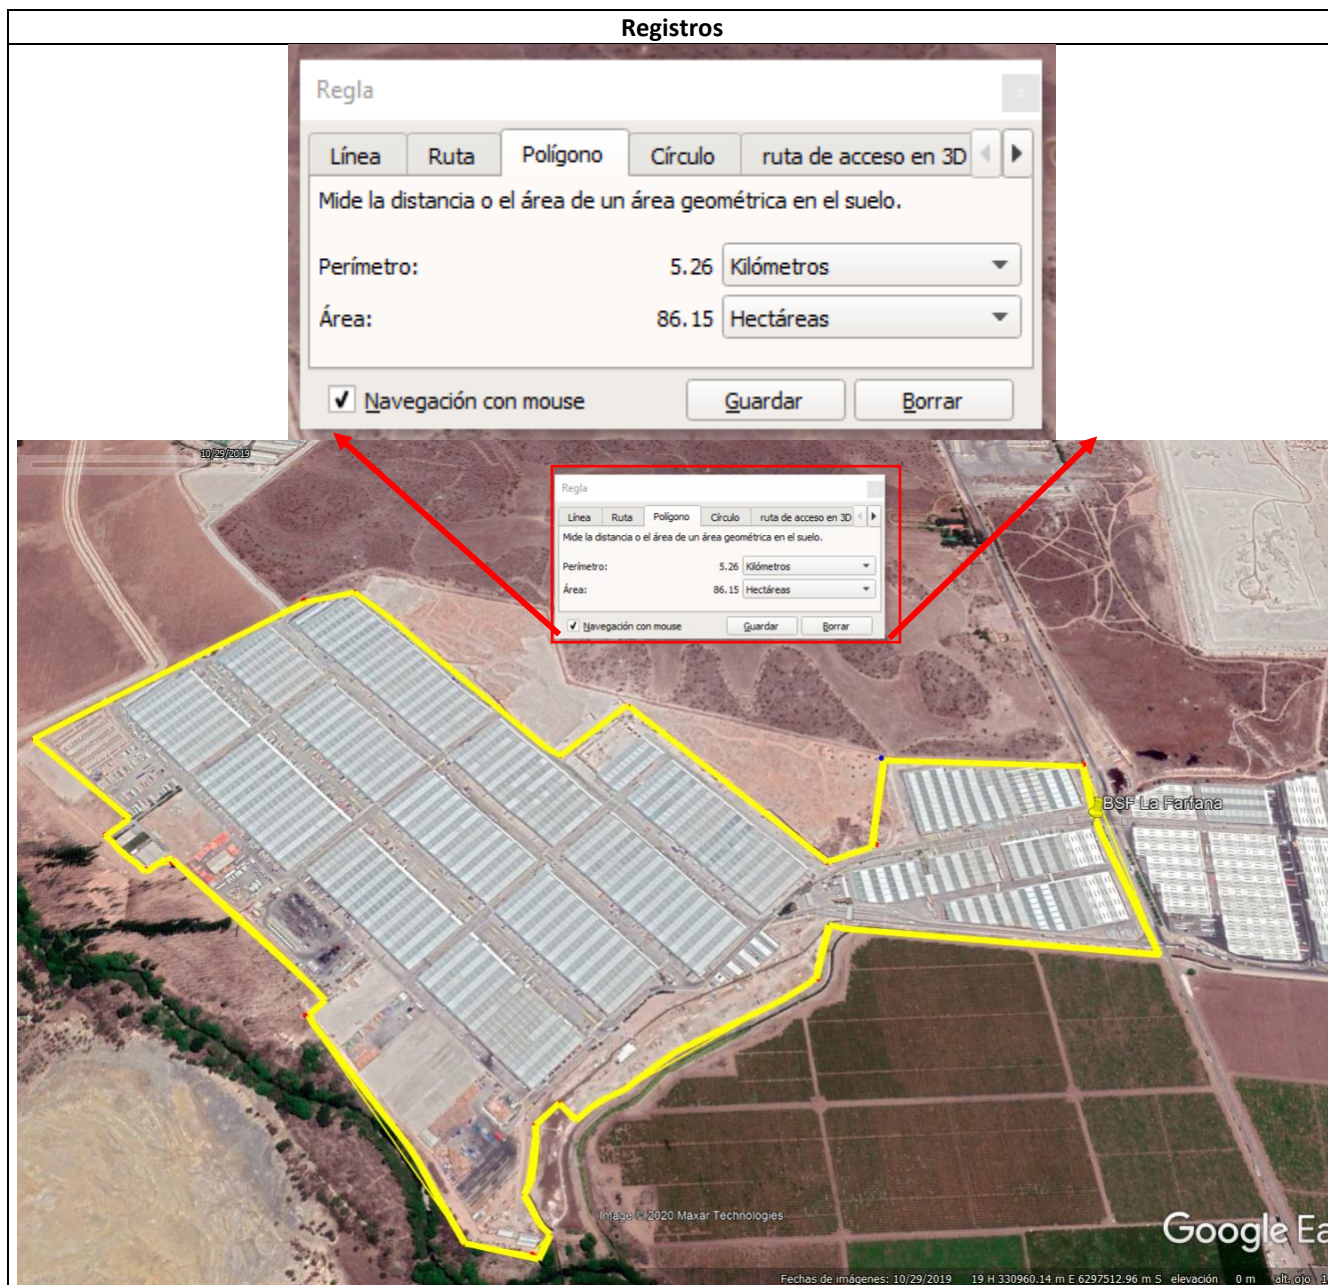 Registros
Regla
x
Línea Ruta Polígono Círculo ruta de acceso en 3D
Mide la distancia o el área de un área geométrica en el suelo.
Perímetro: 5.26 Kilómetros
Área: 86.15 Hectáreas
Navegación con mouse Guardar Borrar
10/29/2019
Regla
Línea Ruta Polígono Círculo ruta de acceso en 3D
Mide la distancia o el área de un área geométrica en el suelo.
Perímetro: 5.26 Kilómetros
Área: 86.15 Hectáreas
Navegación con mouse Guardar Borrar
BSF La Farfana
Image © 2020 Maxar Technologies
Google Ea
Fechas de imágenes: 10/29/2019 19 H 330960.14 m E 6297512.96 m S elevación 0 m alt. ojo 1